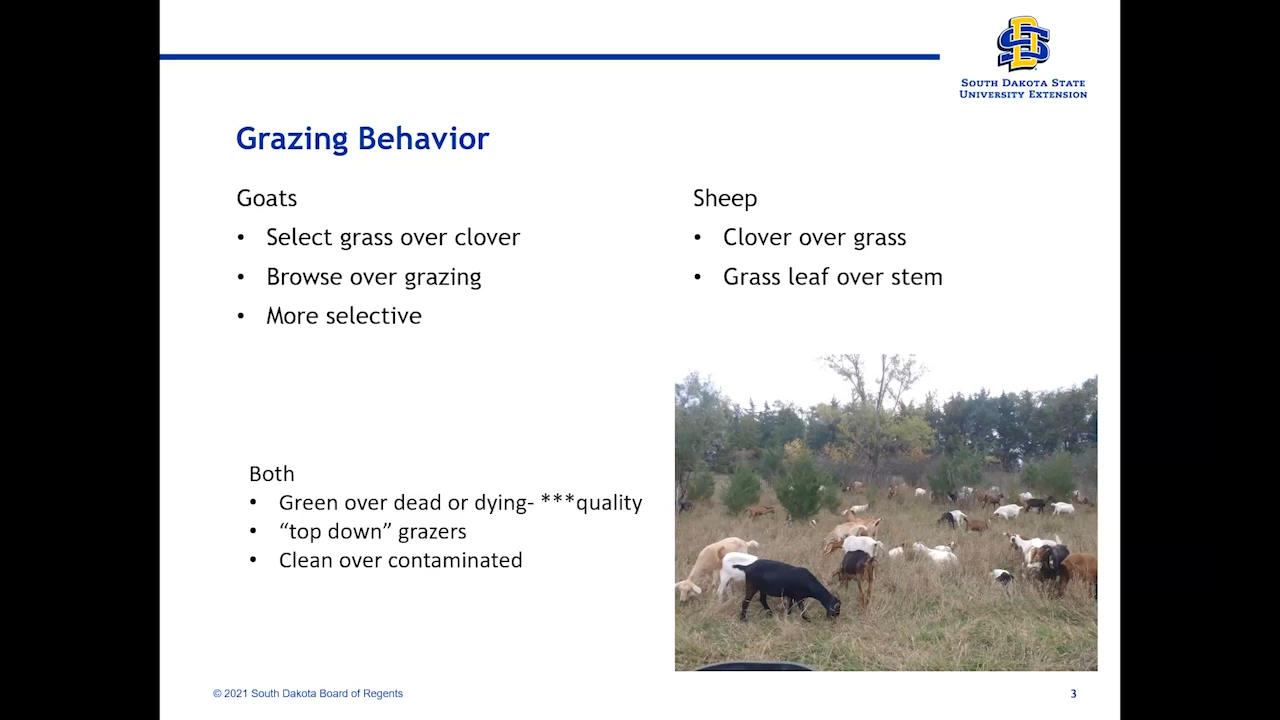 SOUTH DAKOTA STATE
UNIVERSITY EXTENSION
Grazing Behavior
Goats
• Select grass over clover
• Browse over grazing
• More selective
Sheep
• Clover over grass
• Grass leaf over stem
Both
• Green over dead or dying- ***quality
• “top down” grazers
• Clean over contaminated
© 2021 South Dakota Board of Regents
3